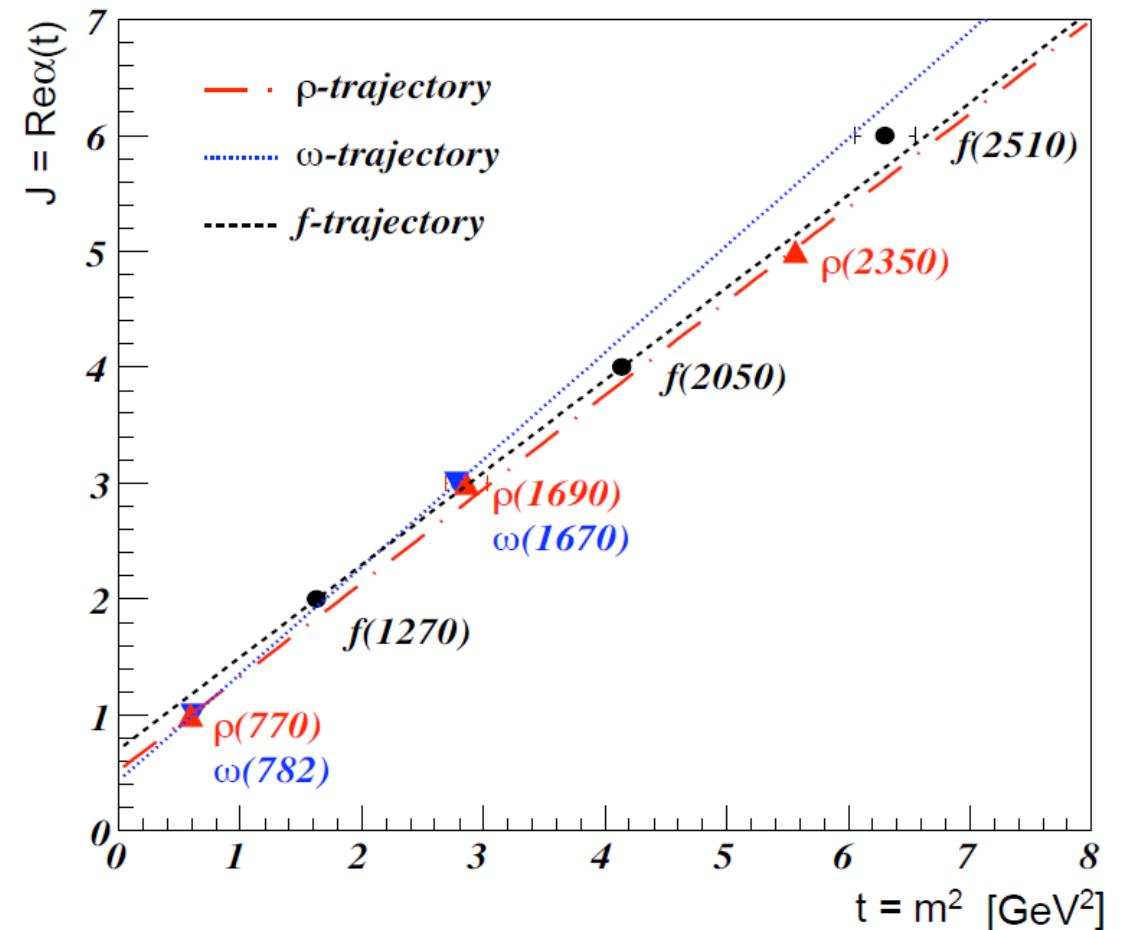 J = Reα(t)
7
6
5
4
3
2
1
0
ρ-trajectory
ω-trajectory
f-trajectory
f(2510)
ρ(2350)
f(2050)
ρ(1690)
ω(1670)
f(1270)
ρ(770)
ω(782)
0 1 2 3 4 5 6 7 8
t = m² [GeV²]